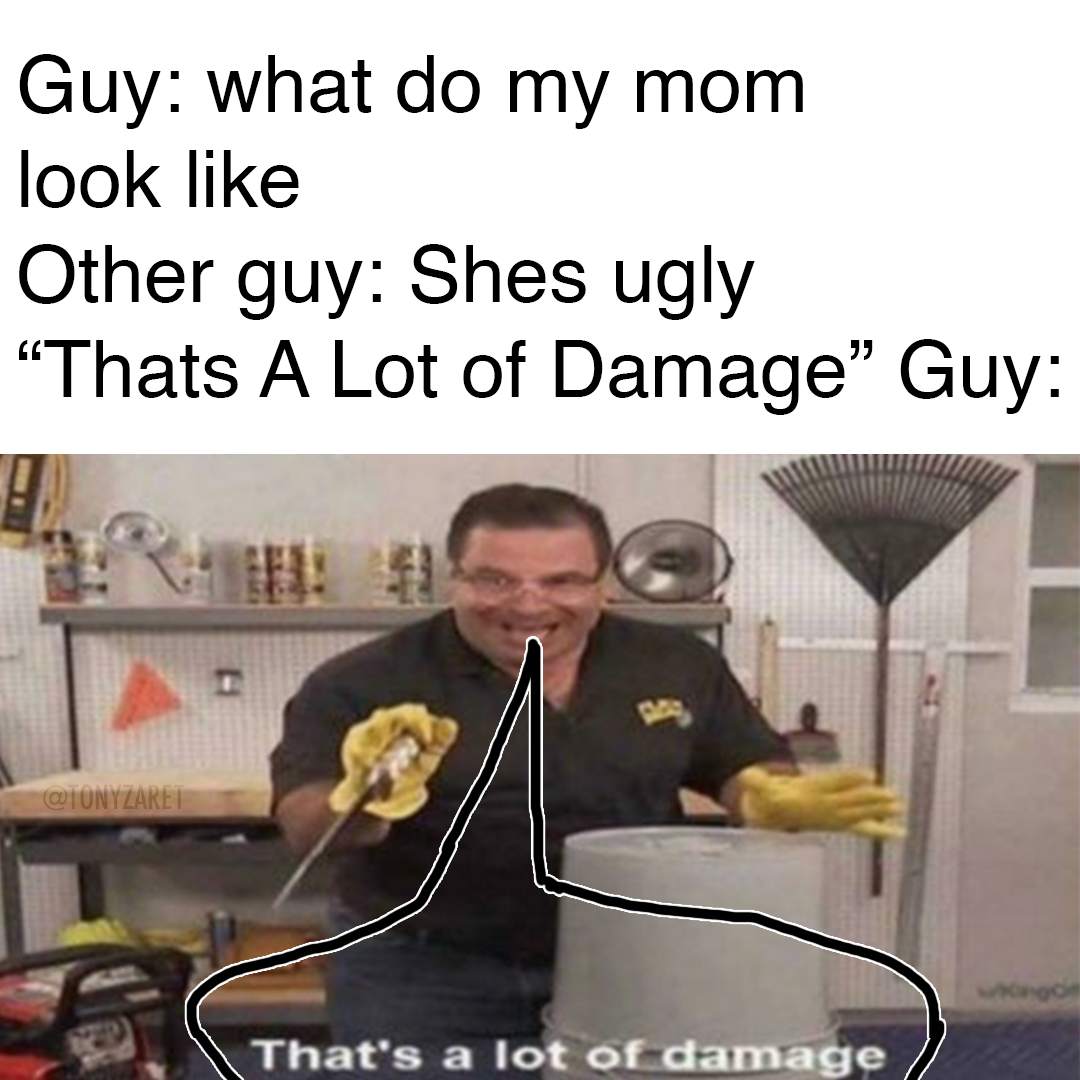 Guy: what do my mom
look like
Other guy: Shes ugly
“Thats A Lot of Damage” Guy:
@TONYZARET
That's a lot of damage